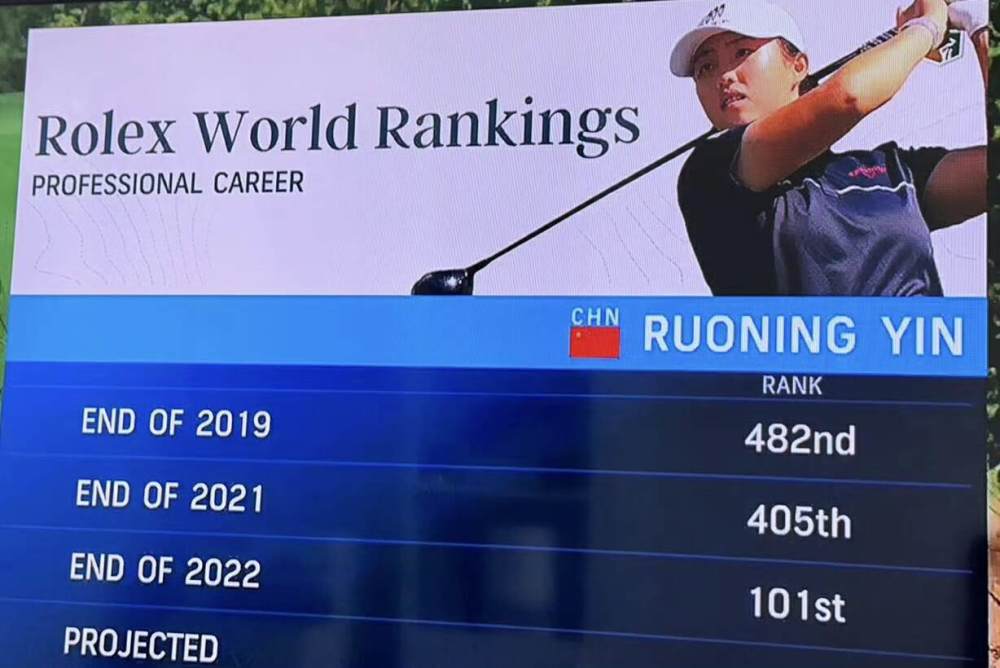 Rolex World Rankings
PROFESSIONAL CAREER
CHN
RUONING YIN
RANK
END OF 2019 482nd
END OF 2021 405th
END OF 2022 101st
PROJECTED